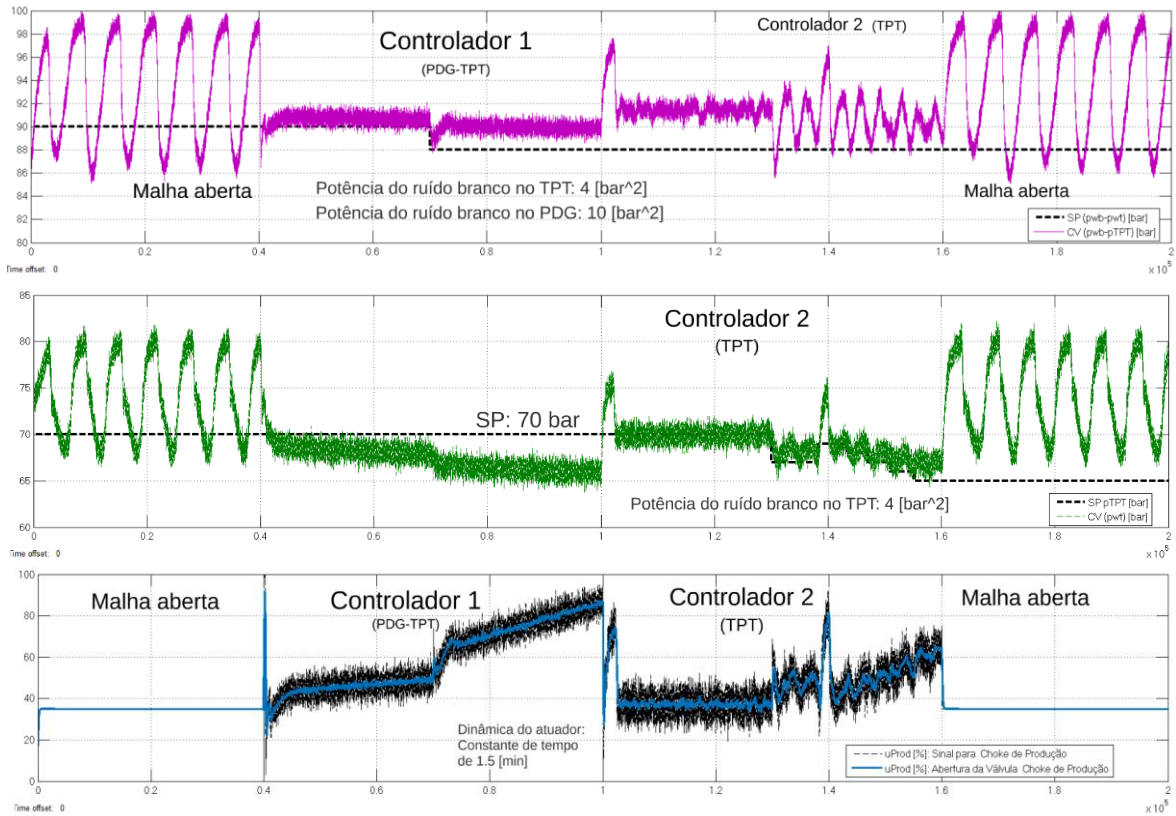 100
98
96
94
92
90
88
86
84
82
80
Controlador 1
(PDG-TPT)
Controlador 2 (TPT)
Malha aberta
Potência do ruído branco no TPT: 4 [bar^2]
Potência do ruído branco no PDG: 10 [bar^2]
Malha aberta
SP (pwb-pwt) [bar]
CV (pwb-pTPT) [bar]
0 0.2 0.4 0.6 0.8 1 1.2 1.4 1.6 1.8 2
x 10^5
Time offset: 0
85
80
75
70
65
60
Controlador 2
(TPT)
SP: 70 bar
Potência do ruído branco no TPT: 4 [bar^2]
SP pTPT [bar]
CV (pwt) [bar]
0 0.2 0.4 0.6 0.8 1 1.2 1.4 1.6 1.8 2
x 10^5
Time offset: 0
100
80
60
40
20
0
Malha aberta
Controlador 1
(PDG-TPT)
Controlador 2
(TPT)
Malha aberta
Dinâmica do atuador:
Constante de tempo
de 1.5 [min]
uProd [%]: Sinal para Choke de Produção
uProd [%]: Abertura da Válvula Choke de Produção
0 0.2 0.4 0.6 0.8 1 1.2 1.4 1.6 1.8 2
x 10^5
Time offset: 0